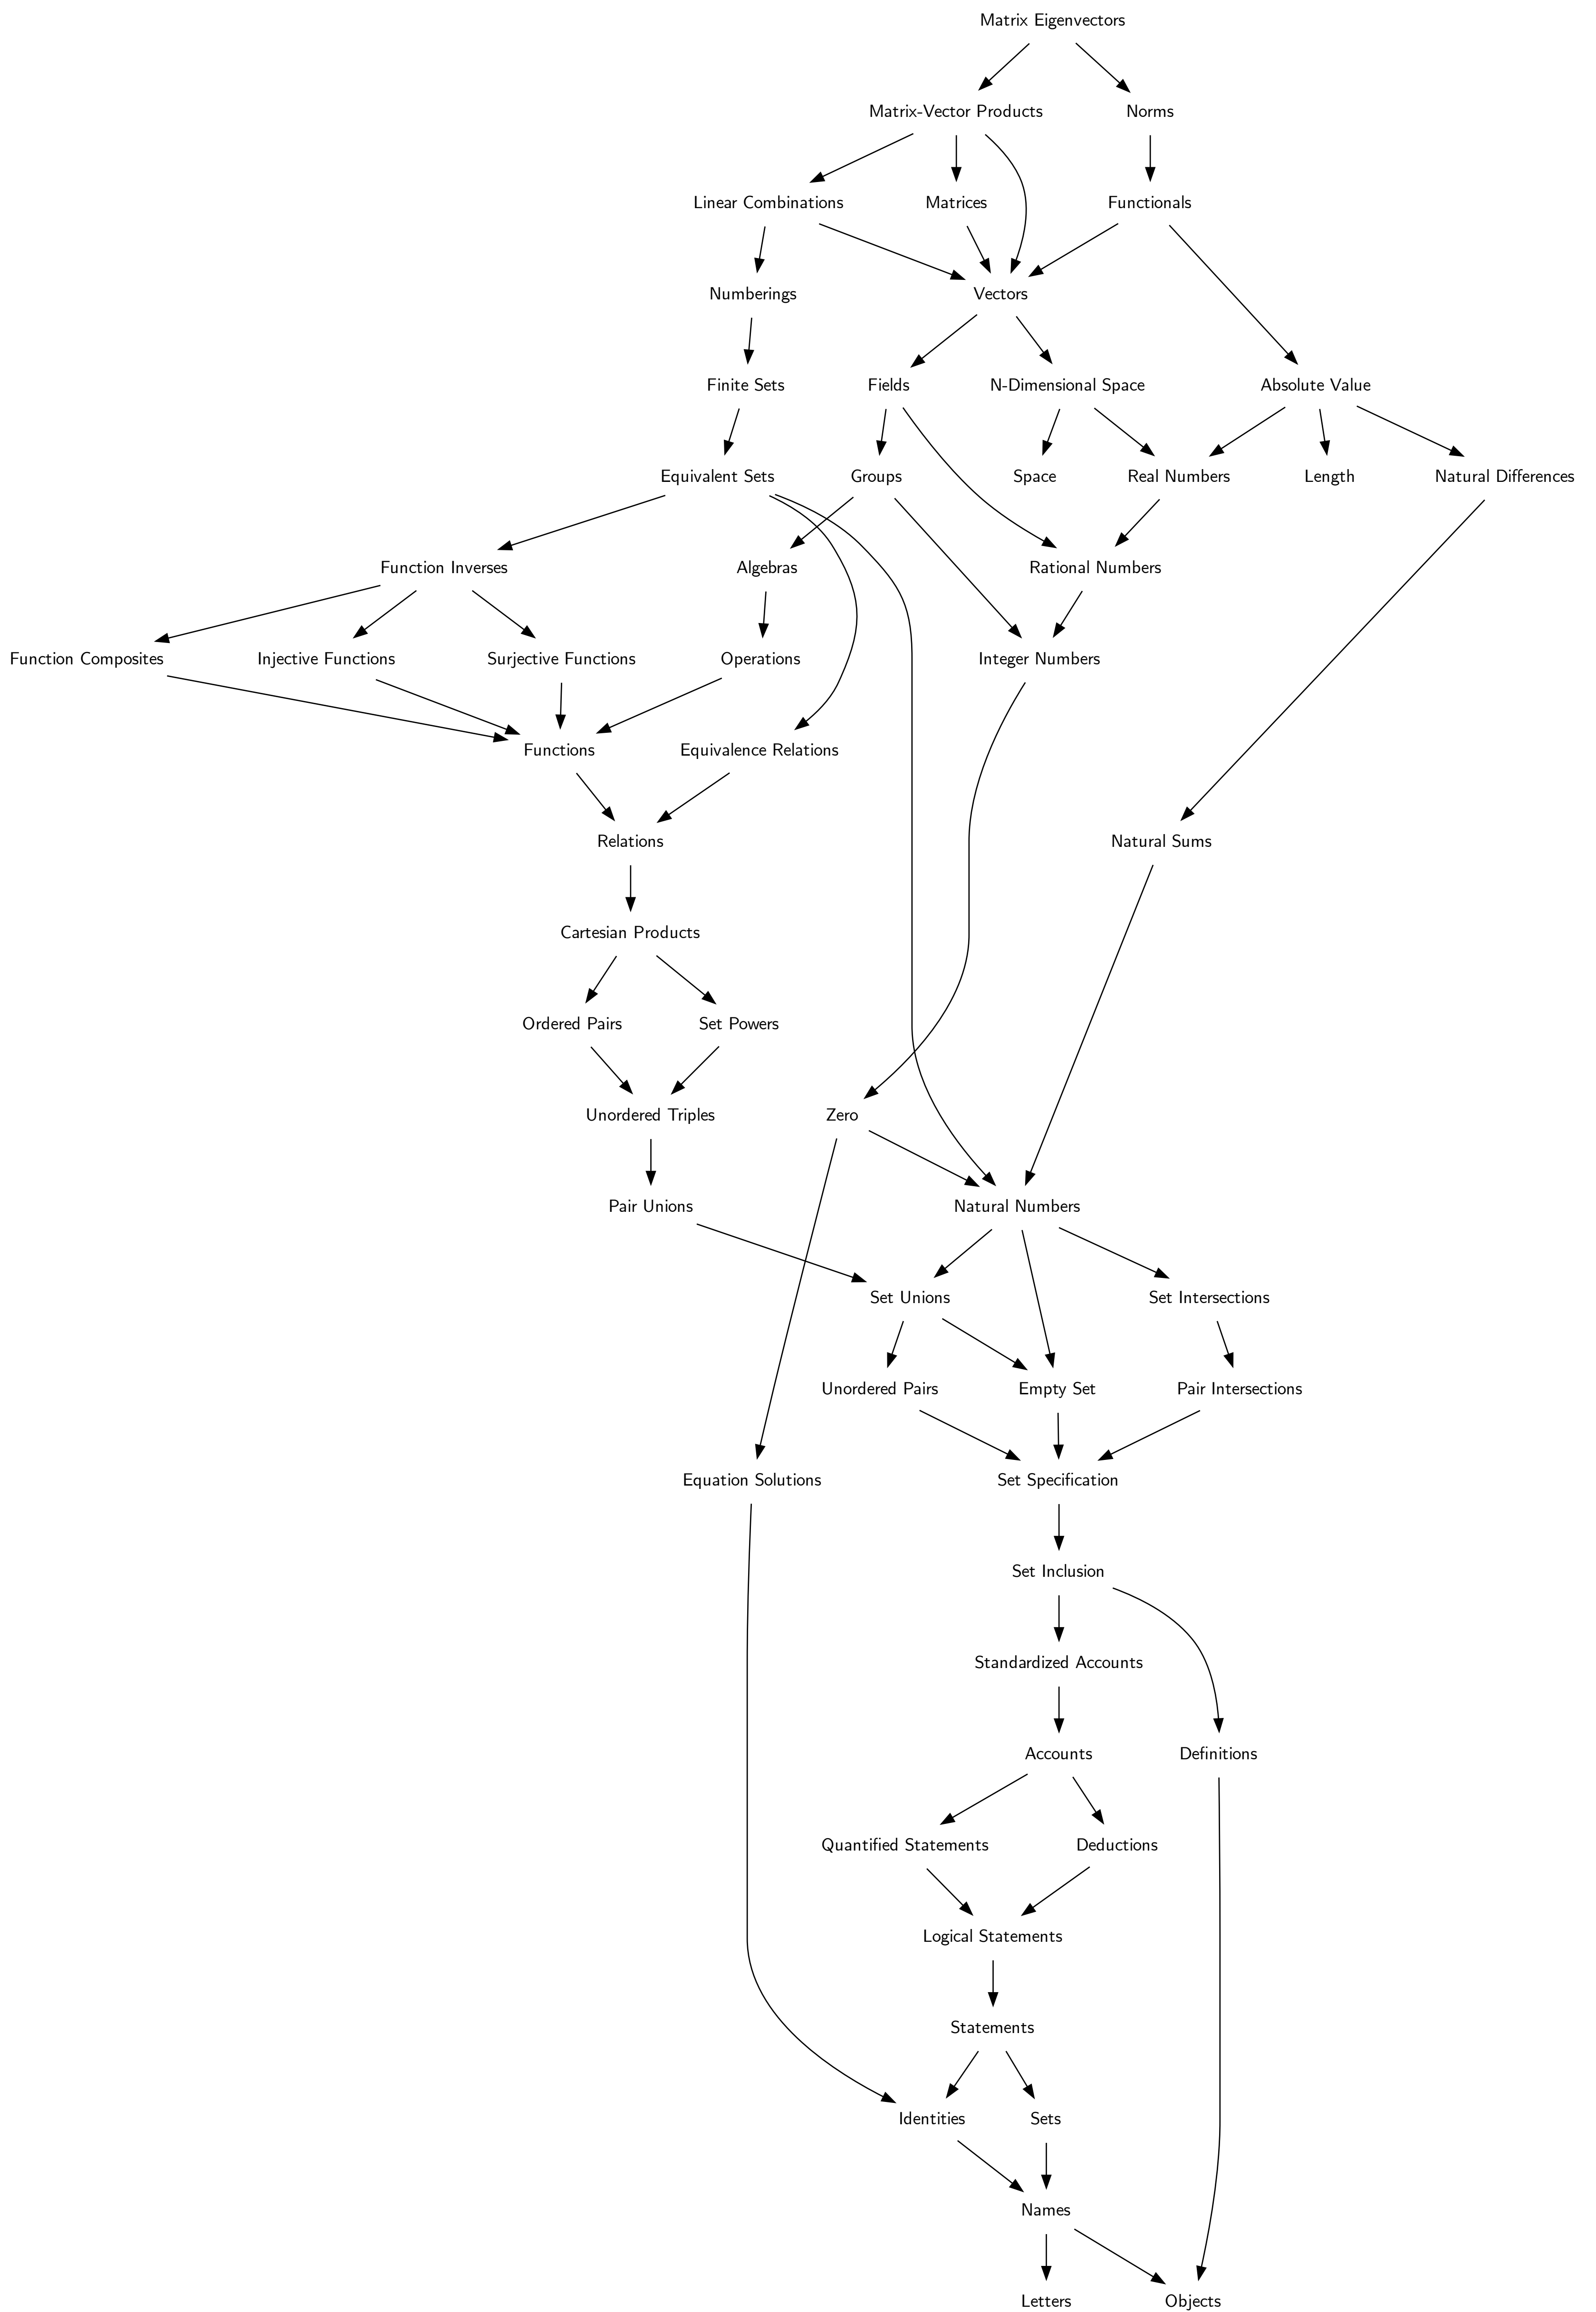 Matrix Eigenvectors
Matrix-Vector Products
Norms
Linear Combinations
Matrices
Functionals
Numberings
Vectors
Finite Sets
Fields
N-Dimensional Space
Absolute Value
Equivalent Sets
Groups
Space
Real Numbers
Length
Natural Differences
Function Inverses
Algebras
Rational Numbers
Function Composites
Injective Functions
Surjective Functions
Operations
Integer Numbers
Functions
Equivalence Relations
Relations
Natural Sums
Cartesian Products
Ordered Pairs
Set Powers
Unordered Triples
Zero
Pair Unions
Natural Numbers
Set Unions
Set Intersections
Unordered Pairs
Empty Set
Pair Intersections
Equation Solutions
Set Specification
Set Inclusion
Standardized Accounts
Accounts
Definitions
Quantified Statements
Deductions
Logical Statements
Statements
Identities
Sets
Names
Letters
Objects